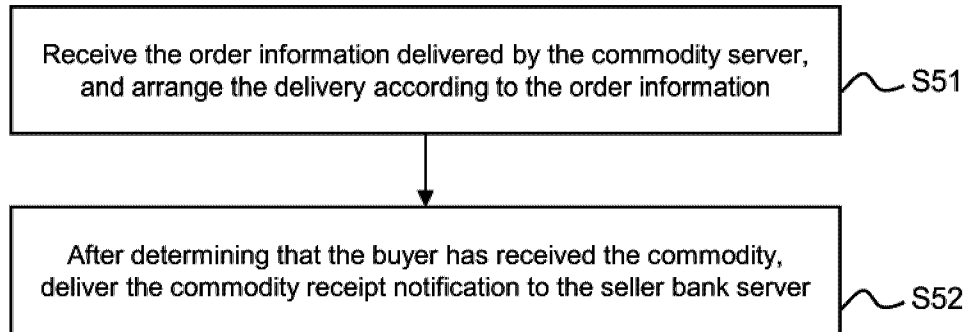 Receive the order information delivered by the commodity server,
and arrange the delivery according to the order information
S51
After determining that the buyer has received the commodity,
deliver the commodity receipt notification to the seller bank server
S52